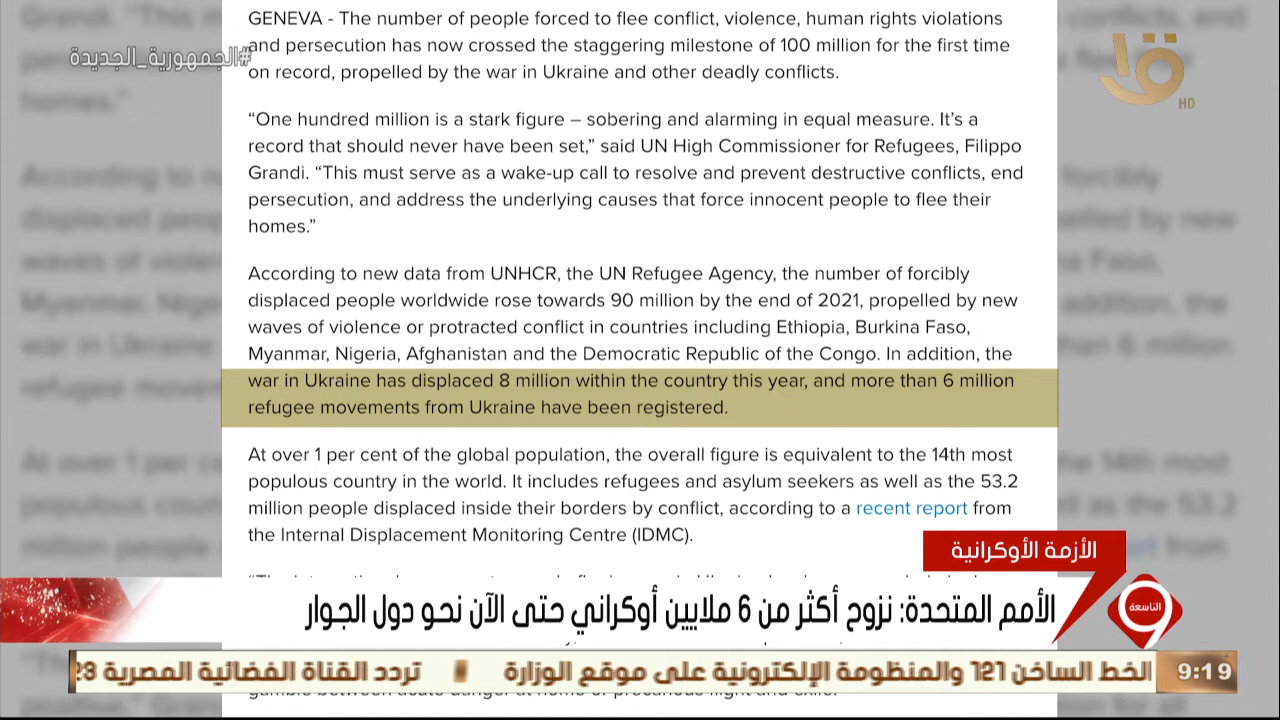 GENEVA - The number of people forced to flee conflict, violence, human rights violations
and persecution has now crossed the staggering milestone of 100 million for the first time
on record, propelled by the war in Ukraine and other deadly conflicts.
#الجمهورية_الجديدة
HD
“One hundred million is a stark figure – sobering and alarming in equal measure. It’s a
record that should never have been set,” said UN High Commissioner for Refugees, Filippo
Grandi. “This must serve as a wake-up call to resolve and prevent destructive conflicts, end
persecution, and address the underlying causes that force innocent people to flee their
homes.”
According to new data from UNHCR, the UN Refugee Agency, the number of forcibly
displaced people worldwide rose towards 90 million by the end of 2021, propelled by new
waves of violence or protracted conflict in countries including Ethiopia, Burkina Faso,
Myanmar, Nigeria, Afghanistan and the Democratic Republic of the Congo. In addition, the
war in Ukraine has displaced 8 million within the country this year, and more than 6 million
refugee movements from Ukraine have been registered.
At over 1 per cent of the global population, the overall figure is equivalent to the 14th most
populous country in the world. It includes refugees and asylum seekers as well as the 53.2
million people displaced inside their borders by conflict, according to a recent report from
the Internal Displacement Monitoring Centre (IDMC).
الأزمة الأوكرانية
الأمم المتحدة: نزوح أكثر من 6 ملايين أوكراني حتى الآن نحو دول الجوار
التاسعة
9
9:19
الخط الساخن 121 والمنظومة الإلكترونية على موقع الوزارة
تردد القناة الفضائية المصرية